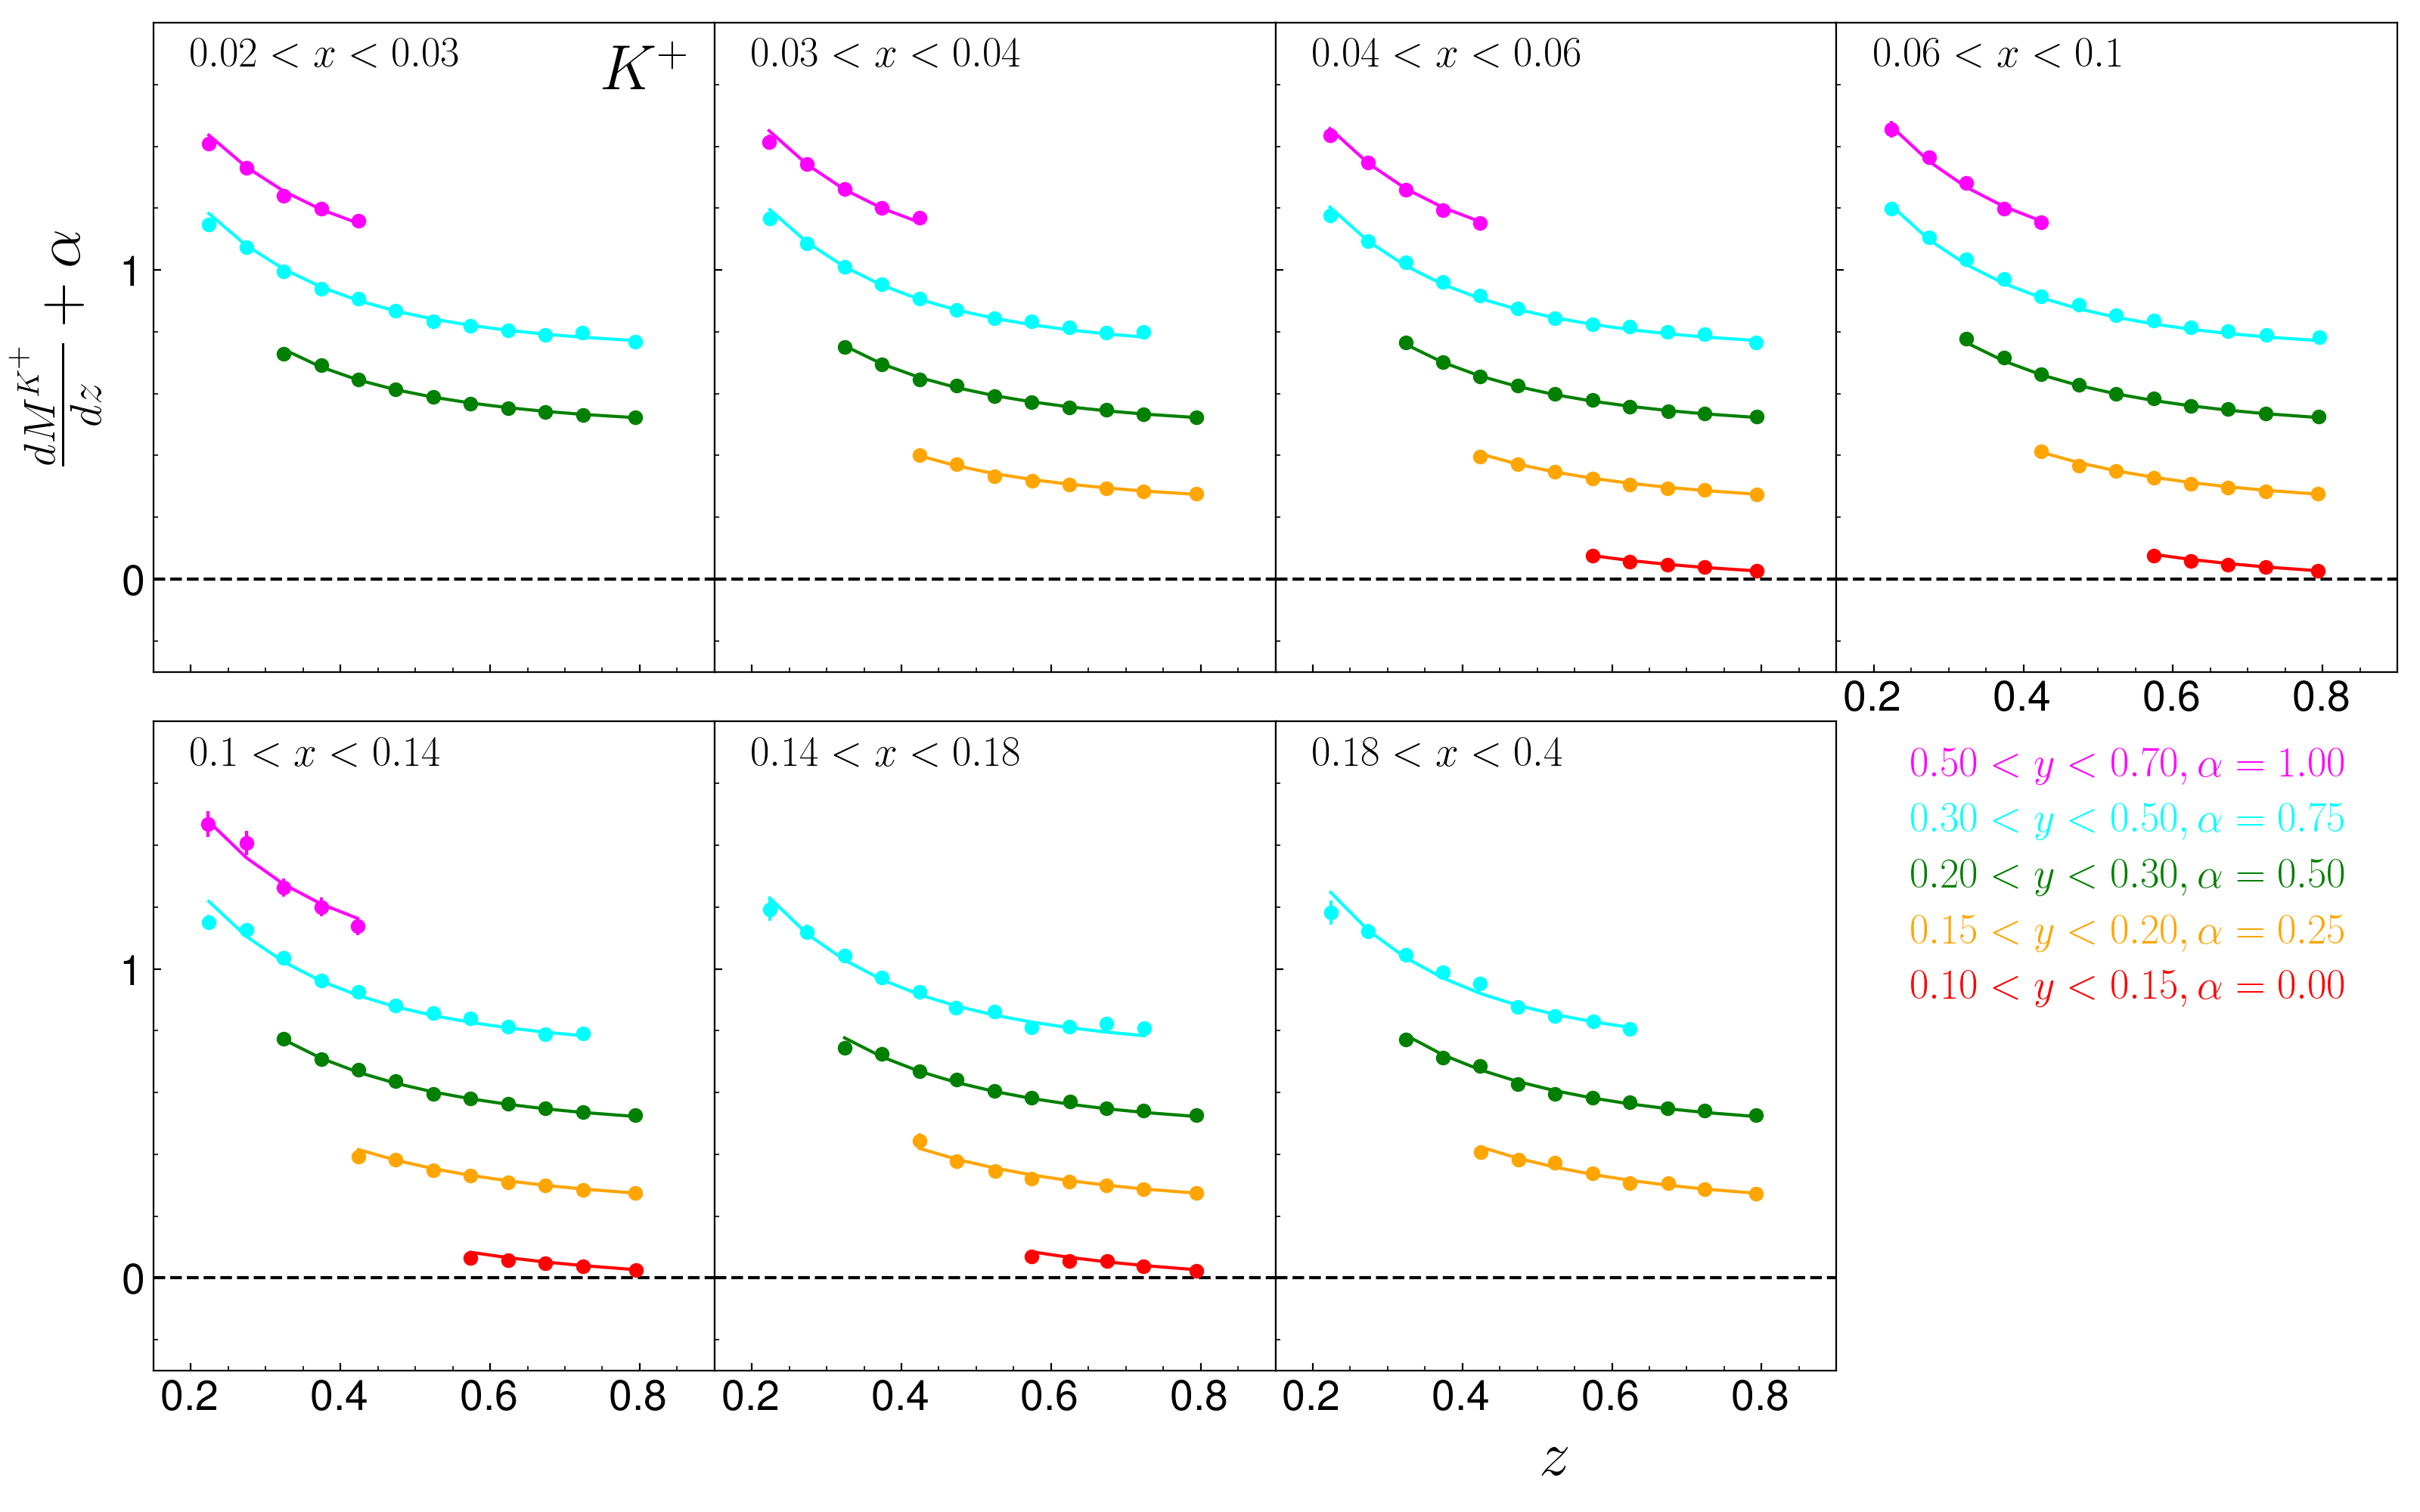 0.02 < x < 0.03
K⁺
0.03 < x < 0.04
0.04 < x < 0.06
0.06 < x < 0.1
dM^{K⁺}/dz + α
1
0
0.2 0.4 0.6 0.8
0.1 < x < 0.14
0.14 < x < 0.18
0.18 < x < 0.4
0.50 < y < 0.70, α = 1.00
0.30 < y < 0.50, α = 0.75
0.20 < y < 0.30, α = 0.50
0.15 < y < 0.20, α = 0.25
0.10 < y < 0.15, α = 0.00
1
0
0.2 0.4 0.6 0.8
0.2 0.4 0.6 0.8
0.2 0.4 0.6 0.8
z